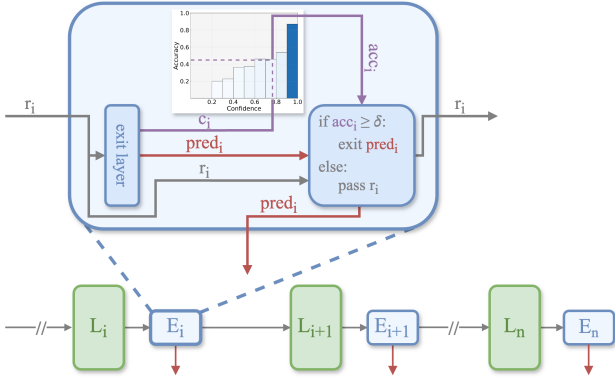 1.0
0.8
0.6
0.4
0.2
Accuracy
0.2 0.4 0.6 0.8 1.0
Confidence
acc_i
r_i
r_i
exit layer
c_i
pred_i
r_i
if acc_i ≥ δ:
exit pred_i
else:
pass r_i
pred_i
L_i
E_i
L_{i+1}
E_{i+1}
L_n
E_n